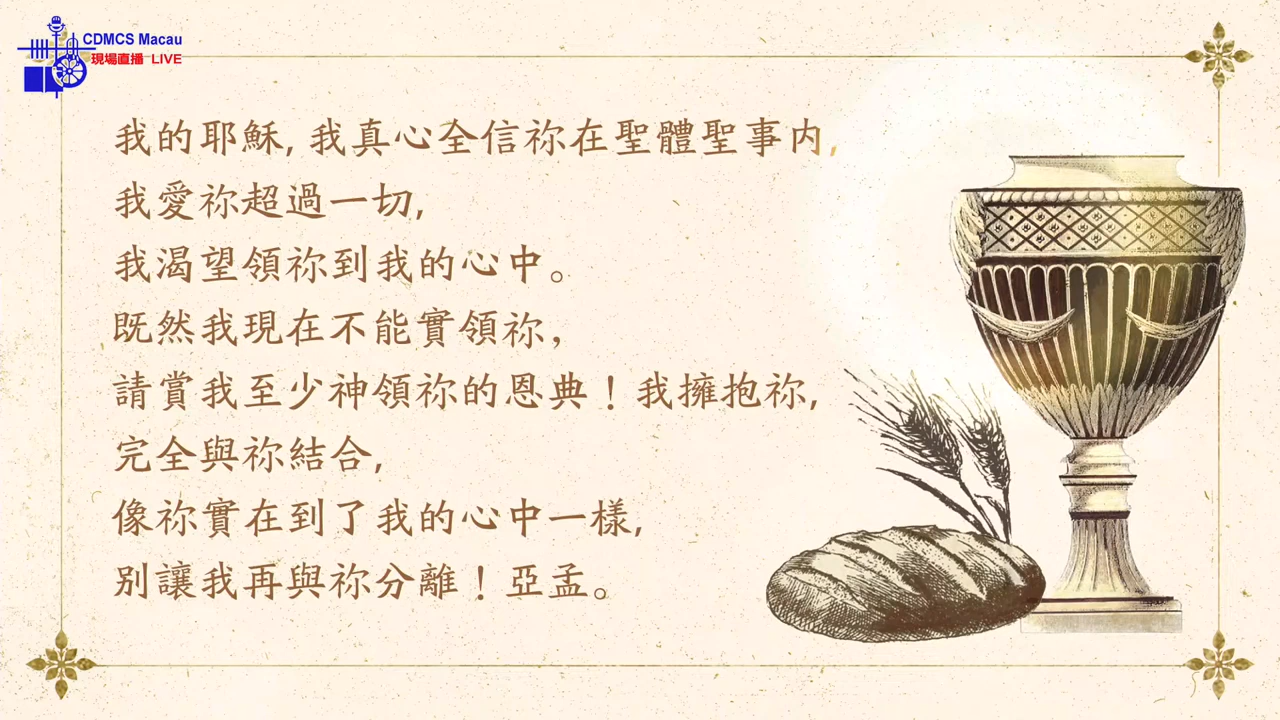 CDMCS Macau
現場直播 LIVE
我的耶穌, 我真心全信祢在聖體聖事内,
我愛祢超過一切,
我渴望領祢到我的心中。
既然我現在不能實領祢,
請賞我至少神領祢的恩典！我擁抱祢,
完全與祢結合,
像祢實在到了我的心中一樣,
別讓我再與祢分離！亞孟。